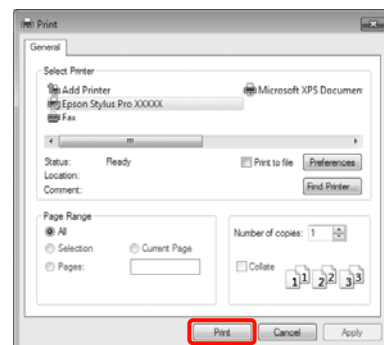 Print
General
Select Printer
Add Printer
Microsoft XPS Documen
Epson Stylus Pro XXXXX
Fax
Status: Ready
Print to file Preferences
Location:
Comment:
Find Printer...
Page Range
All
Number of copies: 1
Selection Current Page
Pages:
Collate
1 1 2 2 3 3
Print Cancel Apply